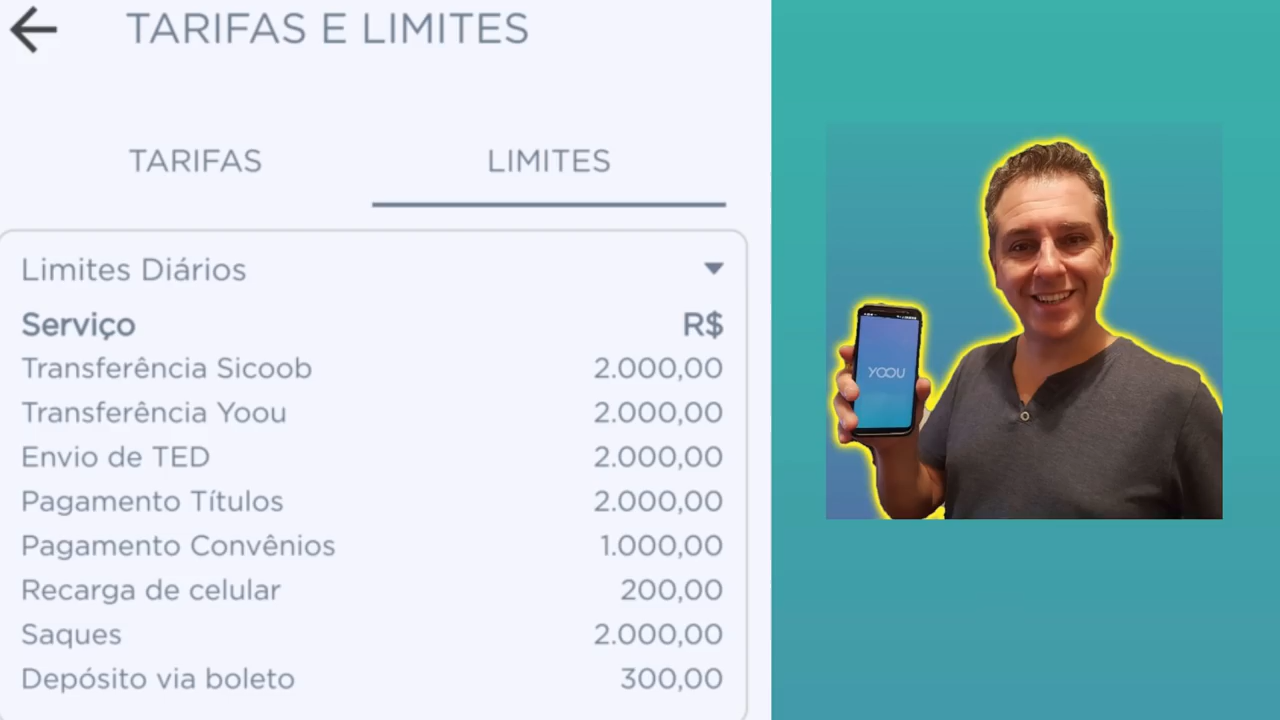 TARIFAS E LIMITES
TARIFAS LIMITES
Limites Diários
Serviço R$
Transferência Sicoob 2.000,00
Transferência Yoou 2.000,00
Envio de TED 2.000,00
Pagamento Títulos 2.000,00
Pagamento Convênios 1.000,00
Recarga de celular 200,00
Saques 2.000,00
Depósito via boleto 300,00
YOOU